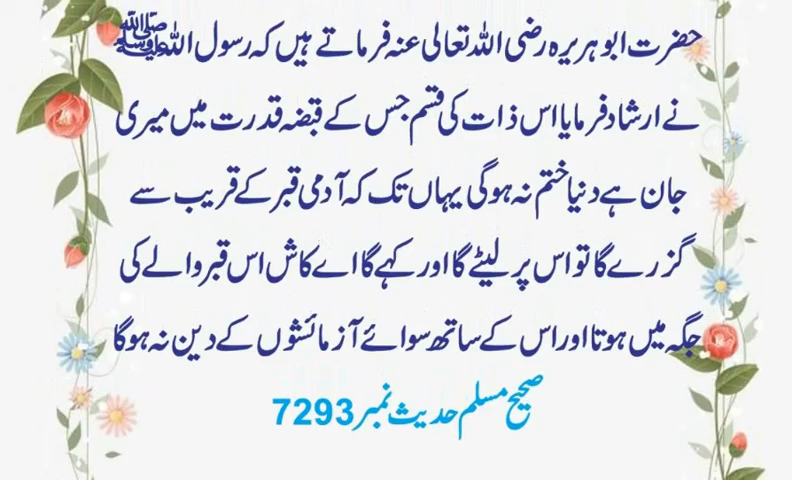 حضرت ابو ہریرہ رضی اللہ تعالی عنہ فرماتے ہیں کہ رسول اللہ ﷺ
نے ارشاد فرمایا اس ذات کی قسم جس کے قبضہ قدرت میں میری
جان ہے دنیا ختم نہ ہوگی یہاں تک کہ آدمی قبر کے قریب سے
گزرے گا تو اس پر لیٹے گا اور کہے گا اے کاش اس قبر والے کی
جگہ میں ہوتا اور اس کے ساتھ سوائے آزمائشوں کے دین نہ ہوگا
صحیح مسلم حدیث نمبر 7293